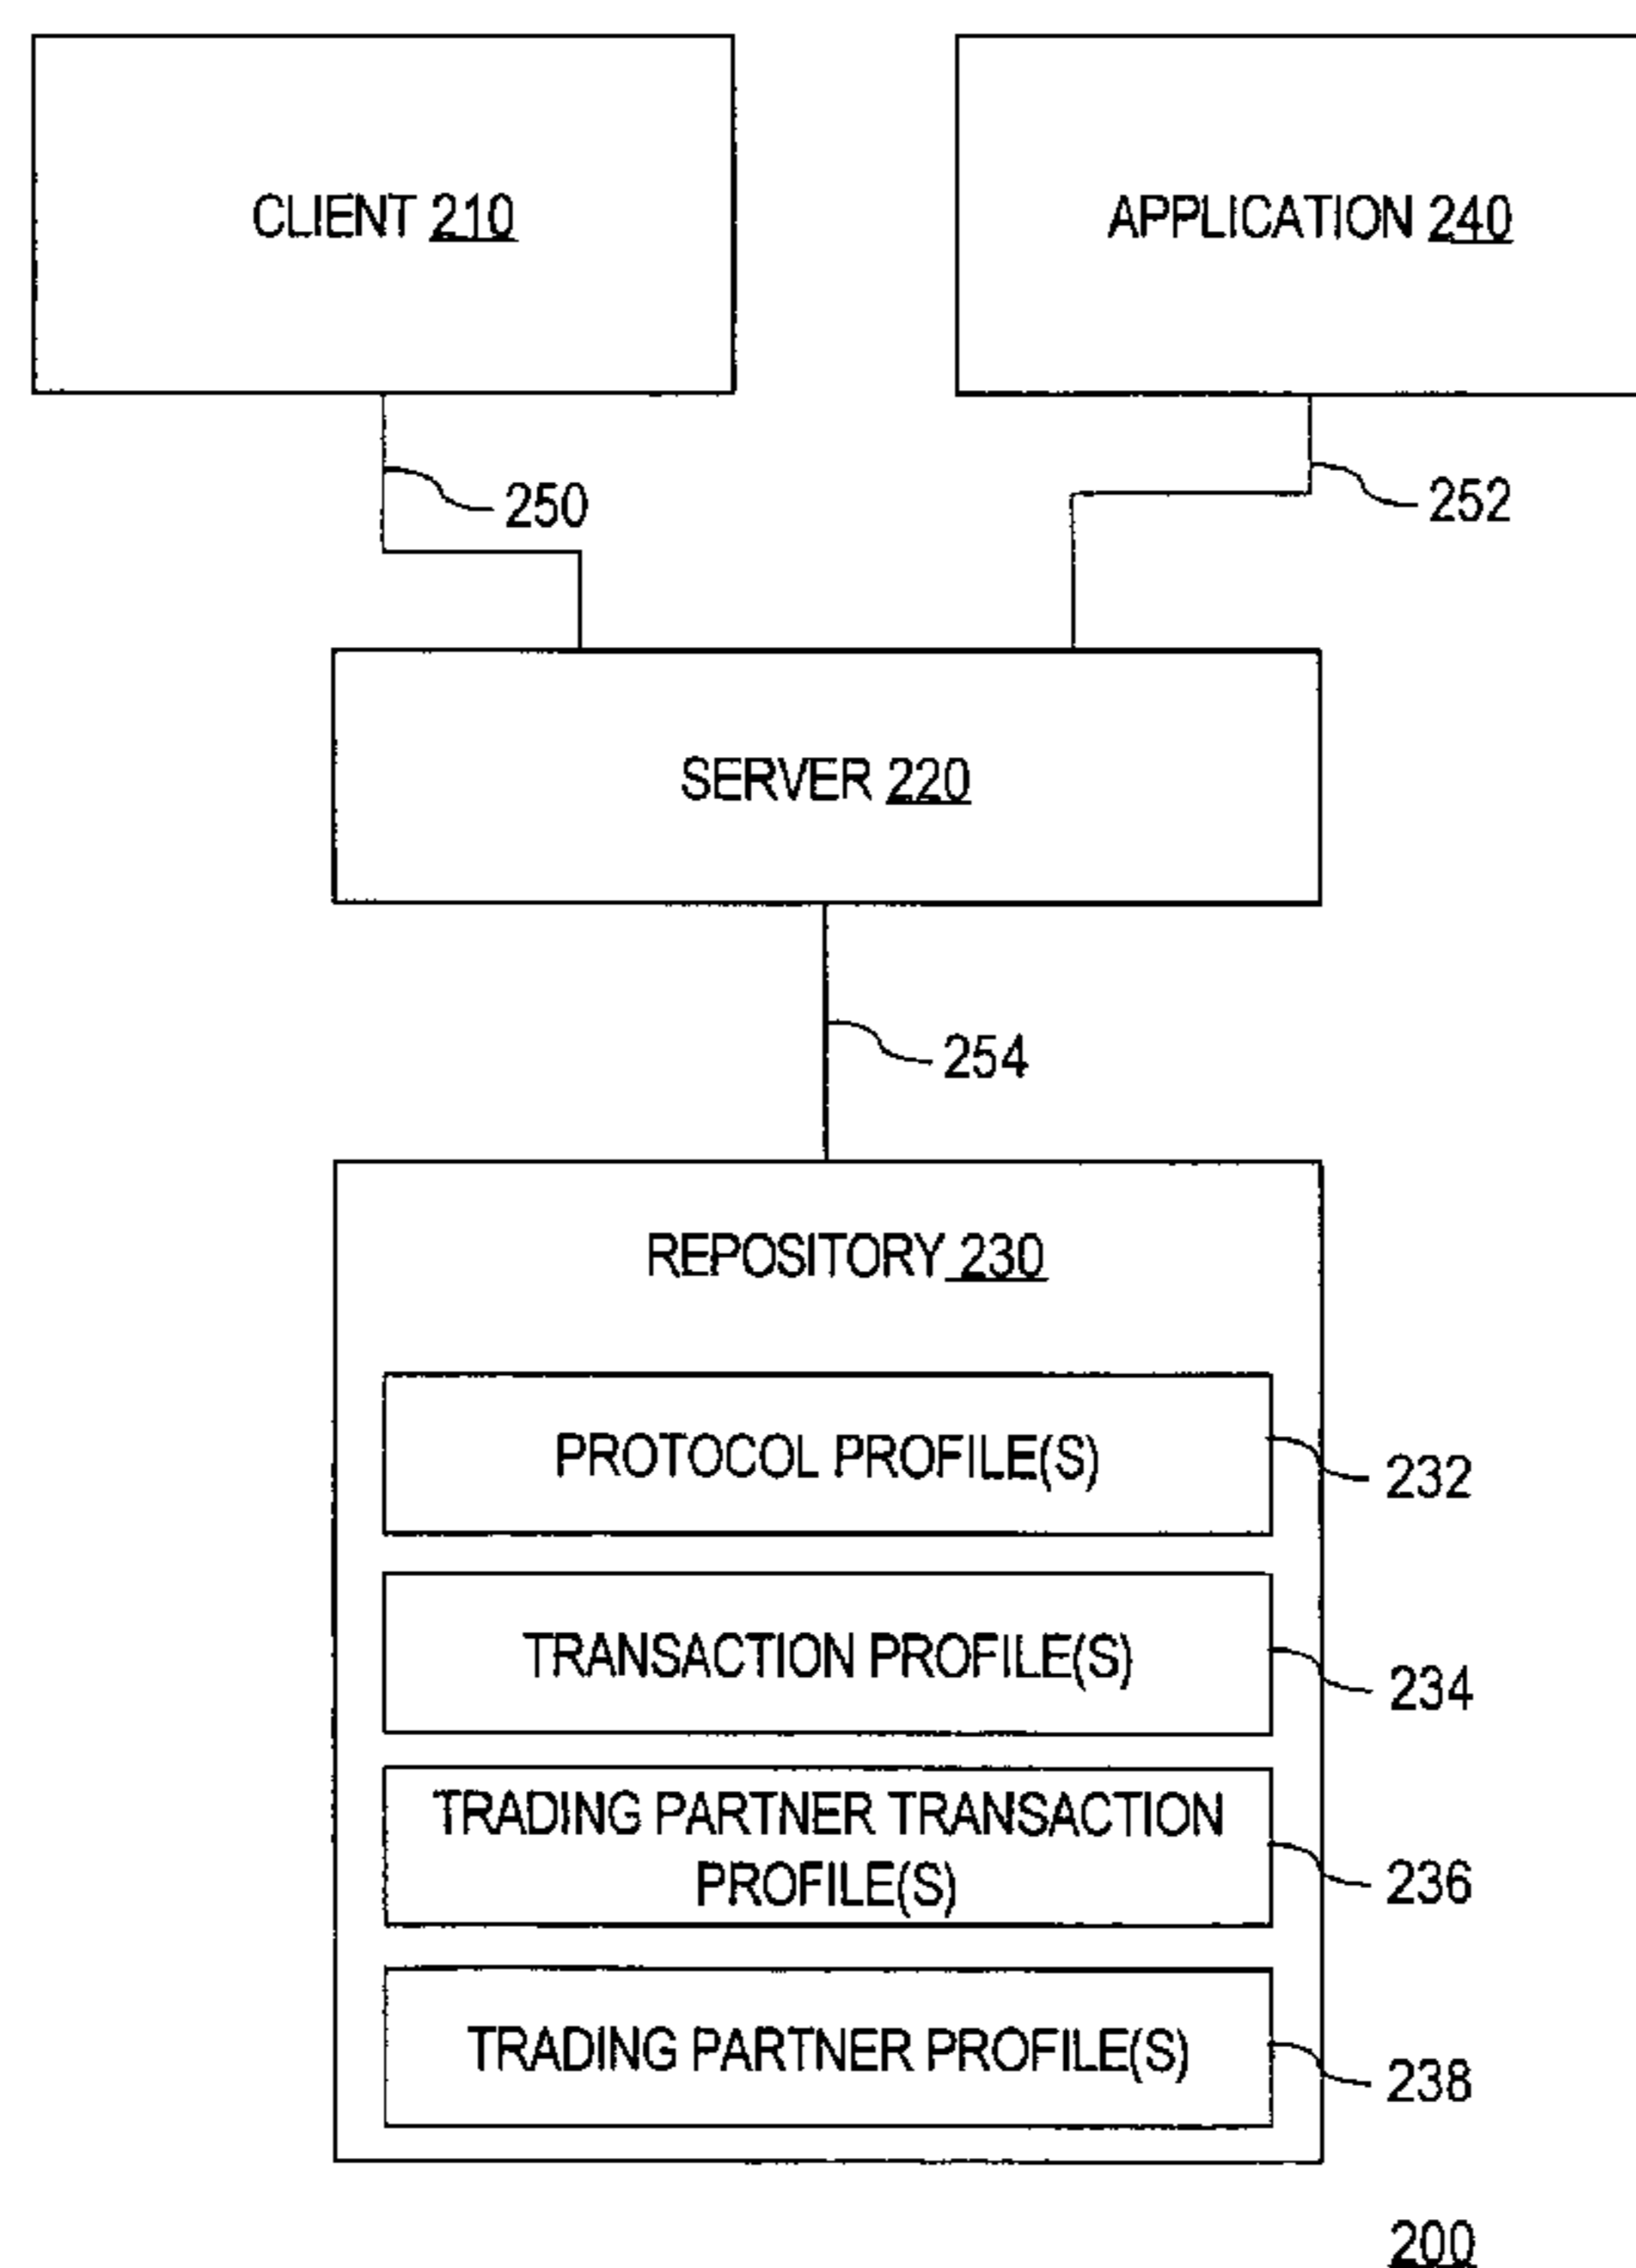 CLIENT 210
APPLICATION 240
250
252
SERVER 220
254
REPOSITORY 230
PROTOCOL PROFILE(S)
232
TRANSACTION PROFILE(S)
234
TRADING PARTNER TRANSACTION
PROFILE(S)
236
TRADING PARTNER PROFILE(S)
238
200